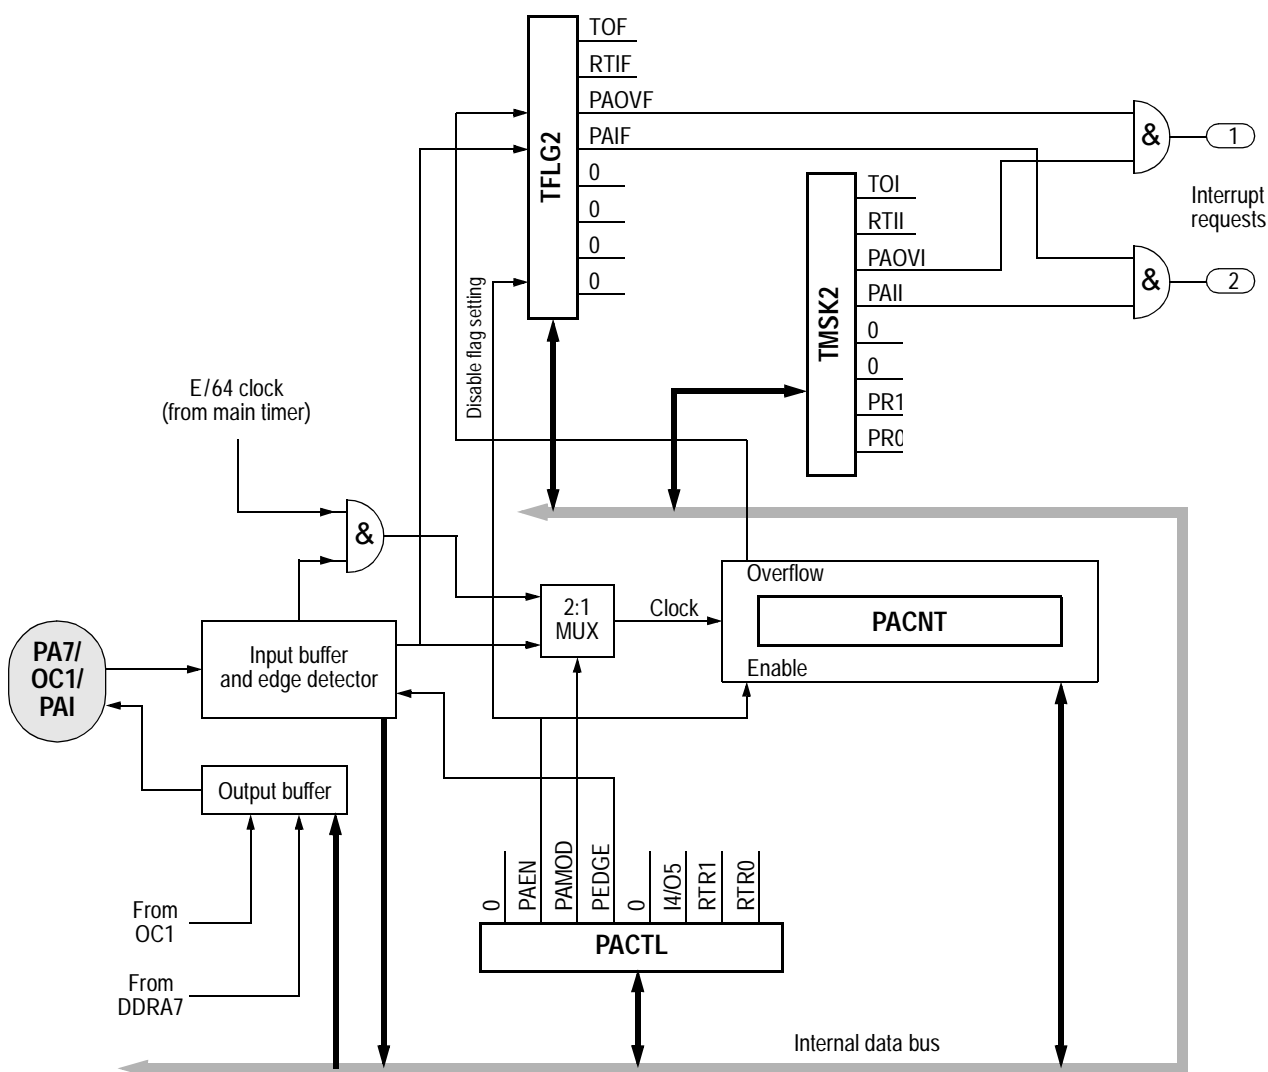 TOF
RTIF
PAOVF
PAIF
0
0
0
0
TFLG2
&
1
Interrupt
requests
&
2
TOI
RTII
PAOVI
PAII
0
0
PR1
PR0
TMSK2
Disable flag setting
E/64 clock
(from main timer)
&
2:1
MUX
Clock
Overflow
PACNT
Enable
PA7/
OC1/
PAI
Input buffer
and edge detector
Output buffer
From
OC1
From
DDRA7
0
PAEN
PAMOD
PEDGE
0
I4/O5
RTR1
RTR0
PACTL
Internal data bus